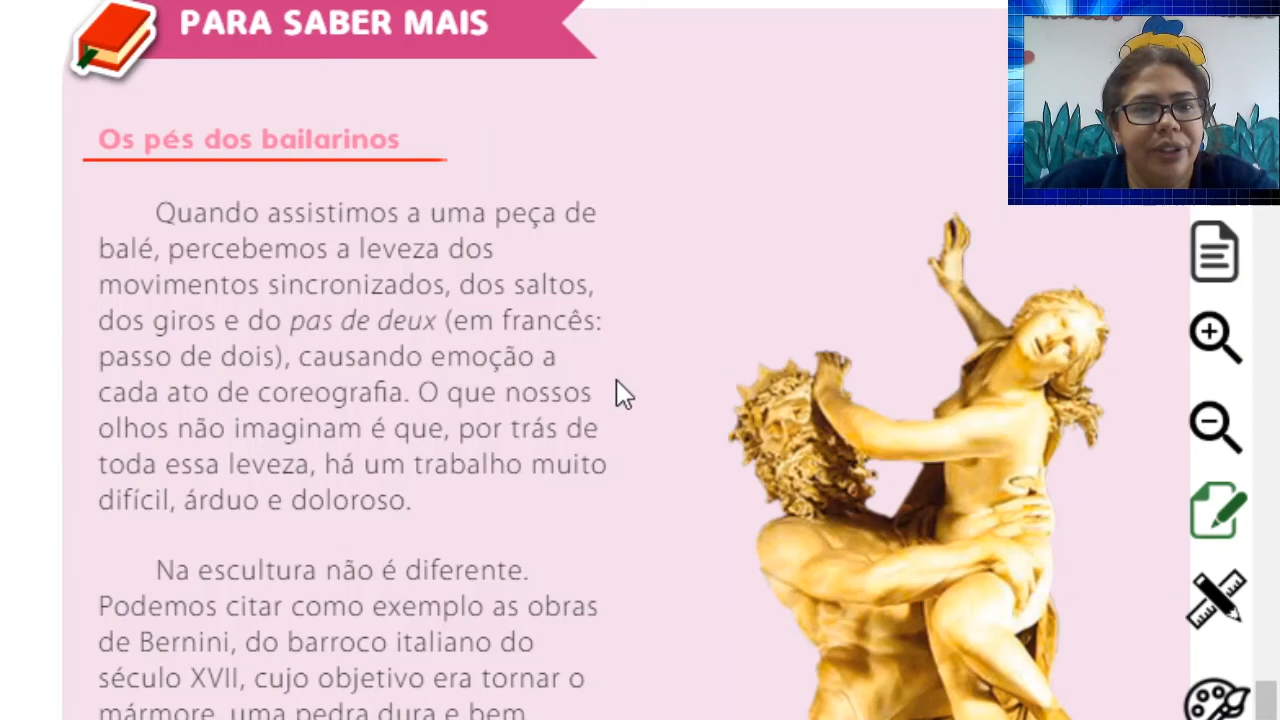 PARA SABER MAIS
Os pés dos bailarinos
Quando assistimos a uma peça de
balé, percebemos a leveza dos
movimentos sincronizados, dos saltos,
dos giros e do pas de deux (em francês:
passo de dois), causando emoção a
cada ato de coreografia. O que nossos
olhos não imaginam é que, por trás de
toda essa leveza, há um trabalho muito
difícil, árduo e doloroso.
Na escultura não é diferente.
Podemos citar como exemplo as obras
de Bernini, do barroco italiano do
século XVII, cujo objetivo era tornar o
mármore, uma pedra dura e bem